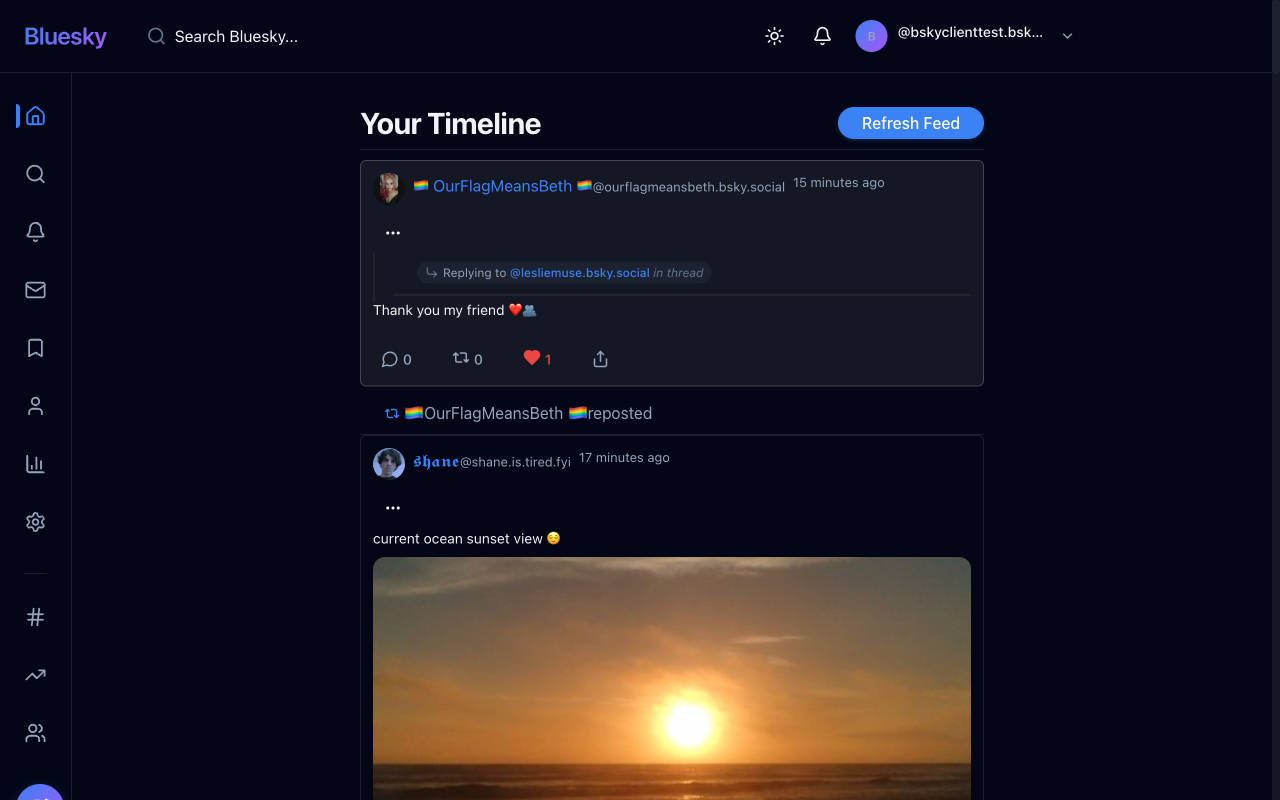 Bluesky
Search Bluesky...
B
@bskyclienttest.bsk...
Your Timeline
Refresh Feed
🏳️‍🌈 OurFlagMeansBeth 🏳️‍🌈@ourflagmeansbeth.bsky.social 15 minutes ago
Replying to @lesliemuse.bsky.social in thread
Thank you my friend ❤️🫂
0 0 1
🏳️‍🌈OurFlagMeansBeth 🏳️‍🌈reposted
𝖘𝖍𝖆𝖓𝖊@shane.is.tired.fyi 17 minutes ago
current ocean sunset view 😌